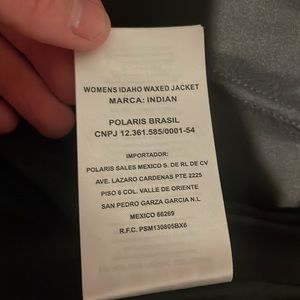 WOMENS IDAHO WAXED JACKET
MARCA: INDIAN
POLARIS BRASIL
CNPJ 12.361.585/0001-54
IMPORTADOR:
POLARIS SALES MEXICO S. DE RL DE CV
AVE. LAZARO CARDENAS PTE 2225
PISO 6 COL. VALLE DE ORIENTE
SAN PEDRO GARZA GARCIA N.L
MEXICO 66269
R.F.C. PSM130805BX6